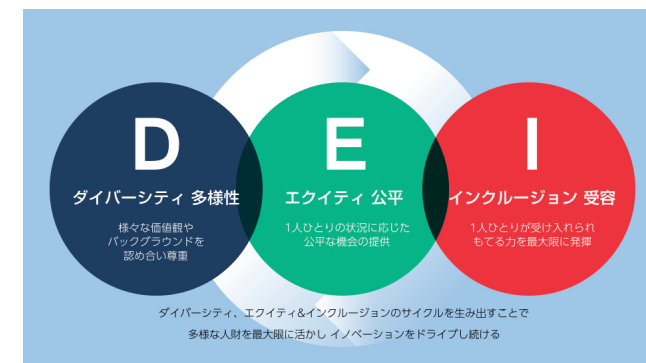 D
ダイバーシティ 多様性
様々な価値観や
バックグラウンドを
認め合い尊重
E
エクイティ 公平
1人ひとりの状況に応じた
公平な機会の提供
I
インクルージョン 受容
1人ひとりが受け入れられ
もてる力を最大限に発揮
ダイバーシティ、エクイティ&インクルージョンのサイクルを生み出すことで
多様な人財を最大限に活かし イノベーションをドライブし続ける